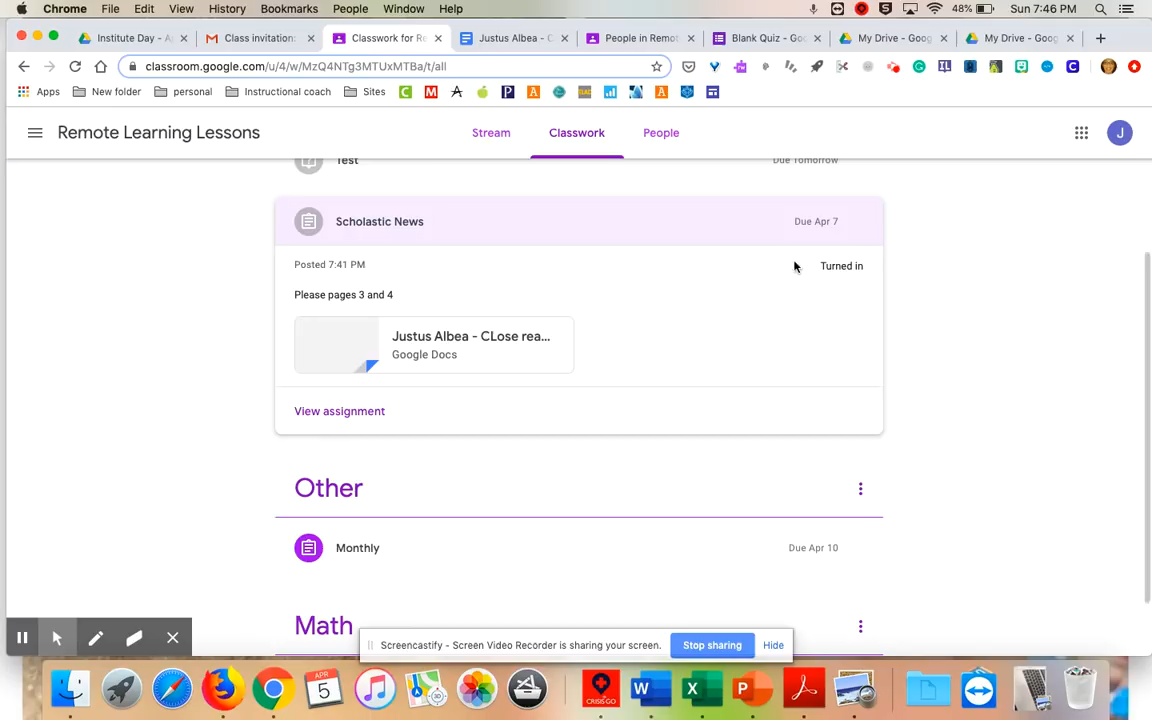 Chrome File Edit View History Bookmarks People Window Help 48% Sun 7:46 PM
Institute Day - A Class invitation: Classwork for Re Justus Albea - C People in Remot Blank Quiz - Goo My Drive - Goog My Drive - Goog
classroom.google.com/u/4/w/MzQ4NTg3MTUxMTBa/t/all
Apps New folder personal Instructional coach Sites
Remote Learning Lessons Stream Classwork People J
Test Due Tomorrow
Scholastic News Due Apr 7
Posted 7:41 PM Turned in
Please pages 3 and 4
Justus Albea - CLose rea...
Google Docs
View assignment
Other
Monthly Due Apr 10
Math
Screencastify - Screen Video Recorder is sharing your screen. Stop sharing Hide
APR
5
CRISIS GO
W X P